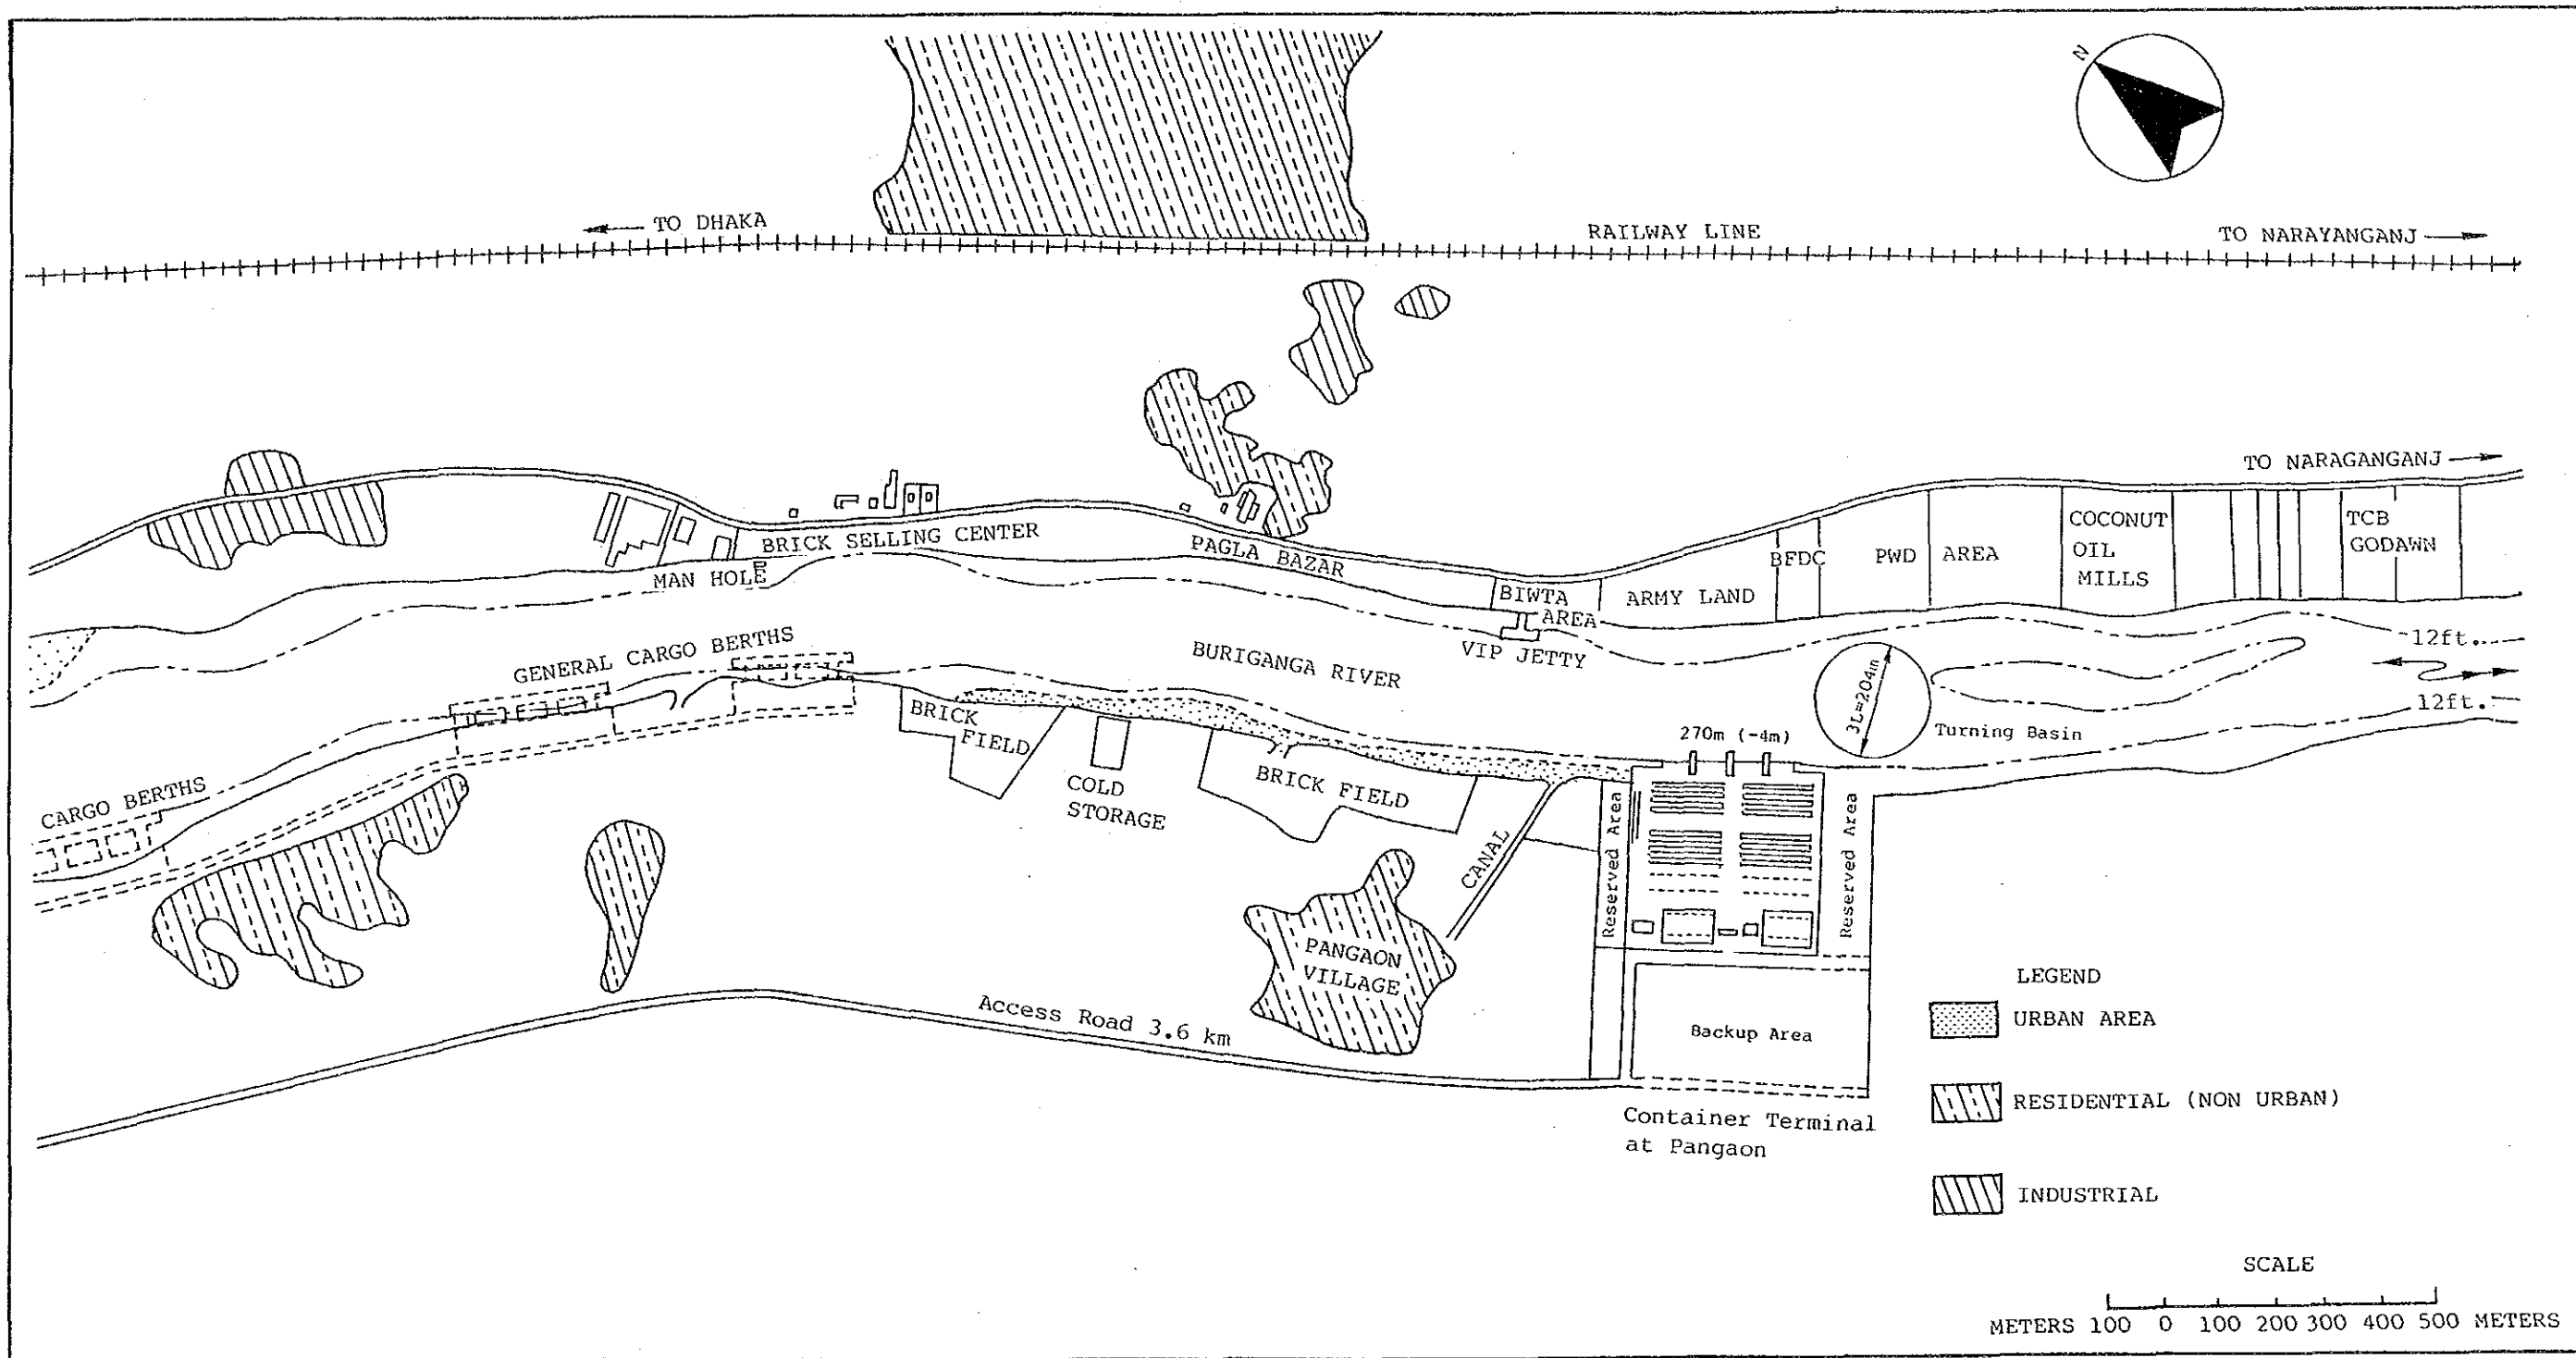 N
TO DHAKA
RAILWAY LINE
TO NARAYANGANJ
TO NARAGANGANJ
BRICK SELLING CENTER
MAN HOLE
PAGLA BAZAR
BIWTA
AREA
VIP JETTY
ARMY LAND
BFDC
PWD AREA
COCONUT
OIL
MILLS
TCB
GODAWN
12ft.
12ft.
GENERAL CARGO BERTHS
BURIGANGA RIVER
3L=204m
Turning Basin
270m (-4m)
CARGO BERTHS
BRICK
FIELD
COLD
STORAGE
BRICK FIELD
CANAL
Reserved Area
Reserved Area
PANGAON
VILLAGE
Access Road 3.6 km
Backup Area
Container Terminal
at Pangaon
LEGEND
URBAN AREA
RESIDENTIAL (NON URBAN)
INDUSTRIAL
SCALE
METERS 100 0 100 200 300 400 500 METERS